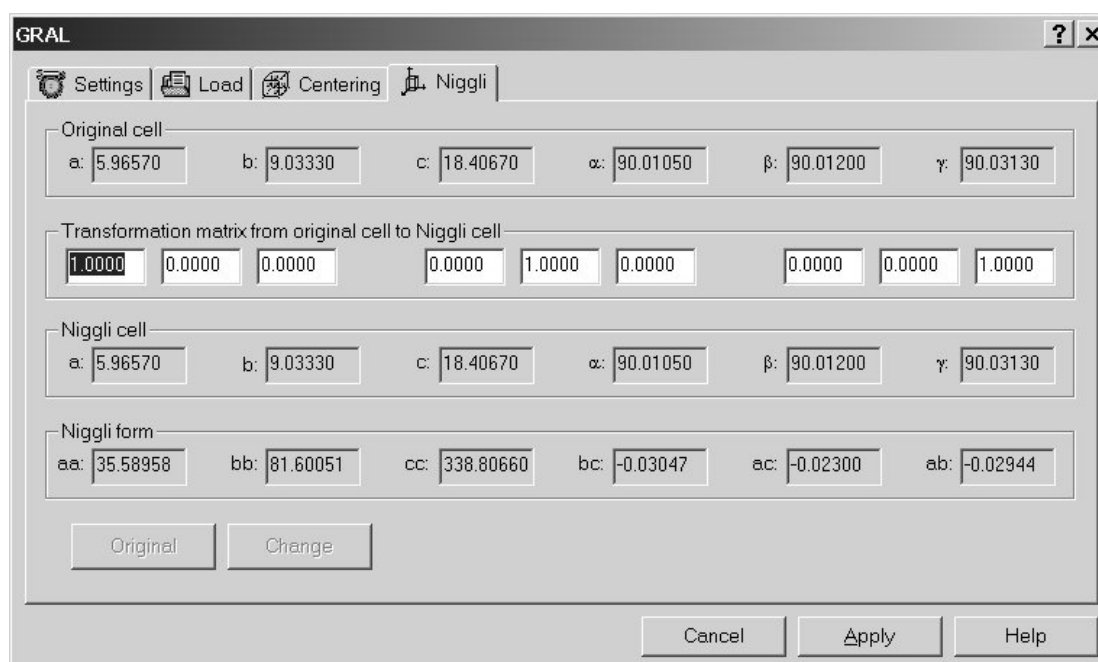 GRAL
Settings Load Centering Niggli
Original cell
a: 5.96570 b: 9.03330 c: 18.40670 α: 90.01050 β: 90.01200 γ: 90.03130
Transformation matrix from original cell to Niggli cell
1.0000 0.0000 0.0000 0.0000 1.0000 0.0000 0.0000 0.0000 1.0000
Niggli cell
a: 5.96570 b: 9.03330 c: 18.40670 α: 90.01050 β: 90.01200 γ: 90.03130
Niggli form
aa: 35.58958 bb: 81.60051 cc: 338.80660 bc: -0.03047 ac: -0.02300 ab: -0.02944
Original Change
Cancel Apply Help